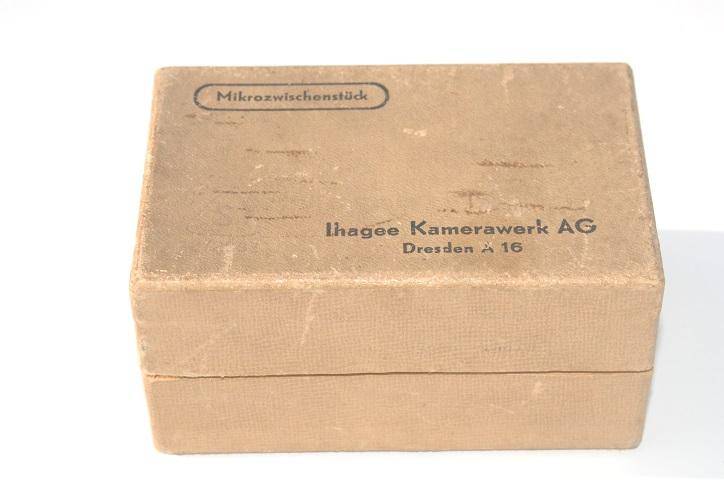 Mikrozwischenstück
Ihagee Kamerawerk AG
Dresden A 16